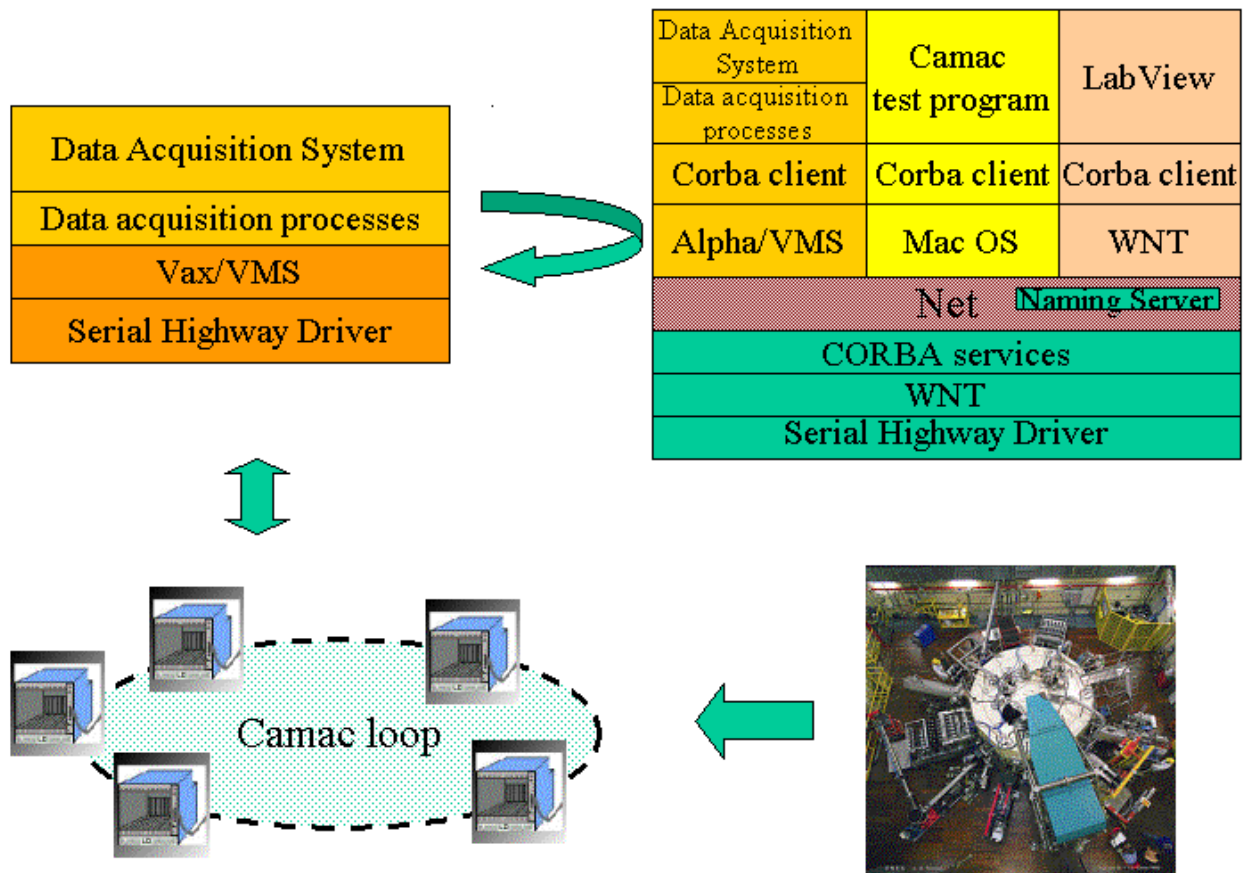 Data Acquisition System
Data acquisition processes
Vax/VMS
Serial Highway Driver
Data Acquisition
System
Data acquisition
processes
Camac
test program
LabView
Corba client
Corba client
Corba client
Alpha/VMS
Mac OS
WNT
Net
Naming Server
CORBA services
WNT
Serial Highway Driver
Camac loop